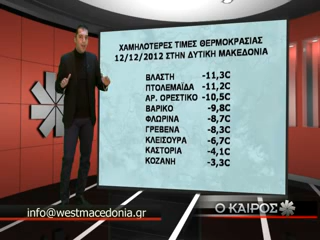 ΧΑΜΗΛΟΤΕΡΕΣ ΤΙΜΕΣ ΘΕΡΜΟΚΡΑΣΙΑΣ
12/12/2012 ΣΤΗΝ ΔΥΤΙΚΗ ΜΑΚΕΔΟΝΙΑ
ΒΛΑΣΤΗ -11,3C
ΠΤΟΛΕΜΑΪΔΑ -11,2C
ΑΡ. ΟΡΕΣΤΙΚΟ -10,5C
ΒΑΡΙΚΟ -9,8C
ΦΛΩΡΙΝΑ -8,7C
ΓΡΕΒΕΝΑ -8,3C
ΚΛΕΙΣΟΥΡΑ -6,7C
ΚΑΣΤΟΡΙΑ -4,1C
ΚΟΖΑΝΗ -3,3C
Ο ΚΑΙΡΟΣ
info@westmacedonia.gr